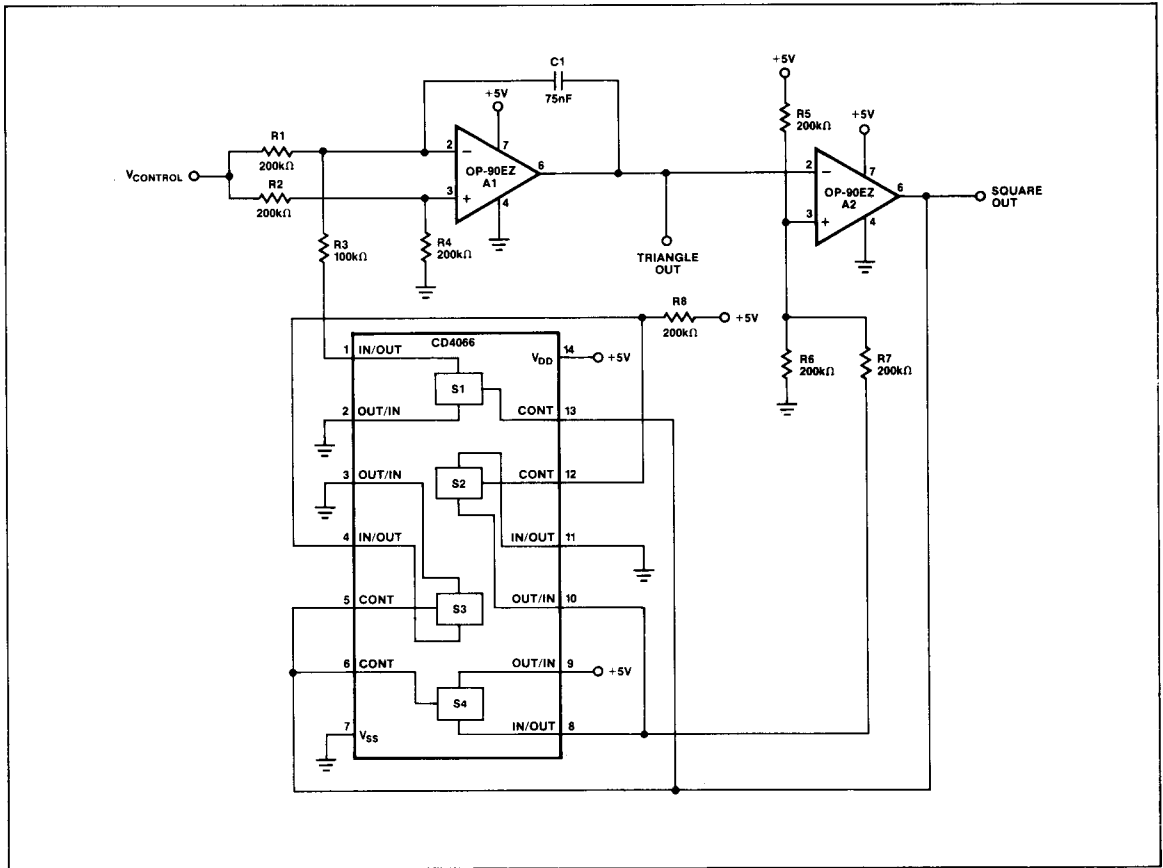 C1
75nF
+5V
R1
200kΩ
VCONTROL
R2
200kΩ
2
−
7
6
OP-90EZ
A1
3
+
4
R3
100kΩ
R4
200kΩ
TRIANGLE
OUT
+5V
R5
200kΩ
+5V
2
−
7
6
OP-90EZ
A2
3
+
4
SQUARE
OUT
R8
200kΩ
+5V
R6
200kΩ
R7
200kΩ
CD4066
1 IN/OUT
VDD 14
+5V
S1
2 OUT/IN
CONT 13
3 OUT/IN
S2
CONT 12
4 IN/OUT
IN/OUT 11
5 CONT
S3
OUT/IN 10
6 CONT
OUT/IN 9
+5V
S4
7
VSS
IN/OUT 8